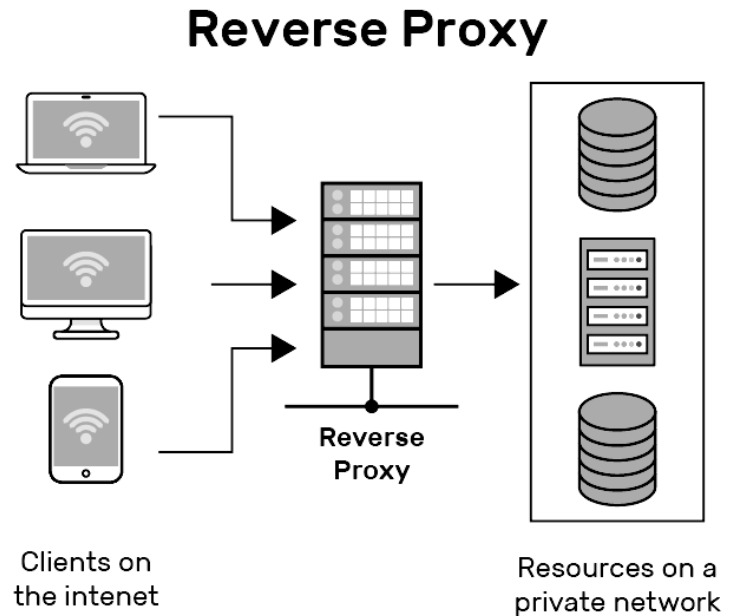 Reverse Proxy
Reverse
Proxy
Clients on
the intenet
Resources on a
private network